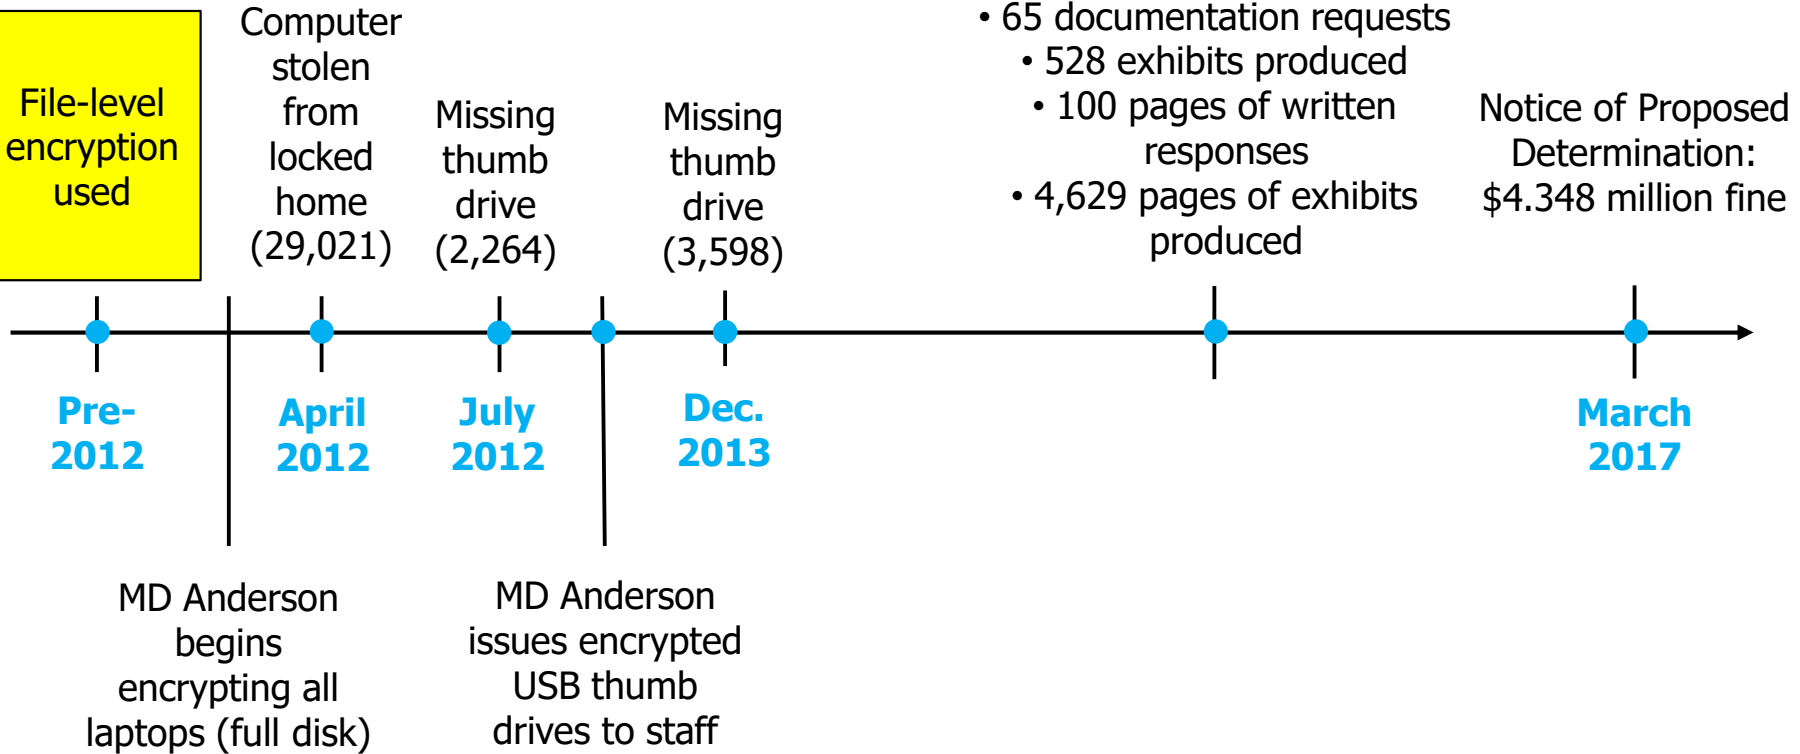 File-level
encryption
used
Computer
stolen
from
locked
home
(29,021)
Missing
thumb
drive
(2,264)
Missing
thumb
drive
(3,598)
• 65 documentation requests
• 528 exhibits produced
• 100 pages of written
responses
• 4,629 pages of exhibits
produced
Notice of Proposed
Determination:
$4.348 million fine
Pre-
2012
April
2012
July
2012
Dec.
2013
March
2017
MD Anderson
begins
encrypting all
laptops (full disk)
MD Anderson
issues encrypted
USB thumb
drives to staff